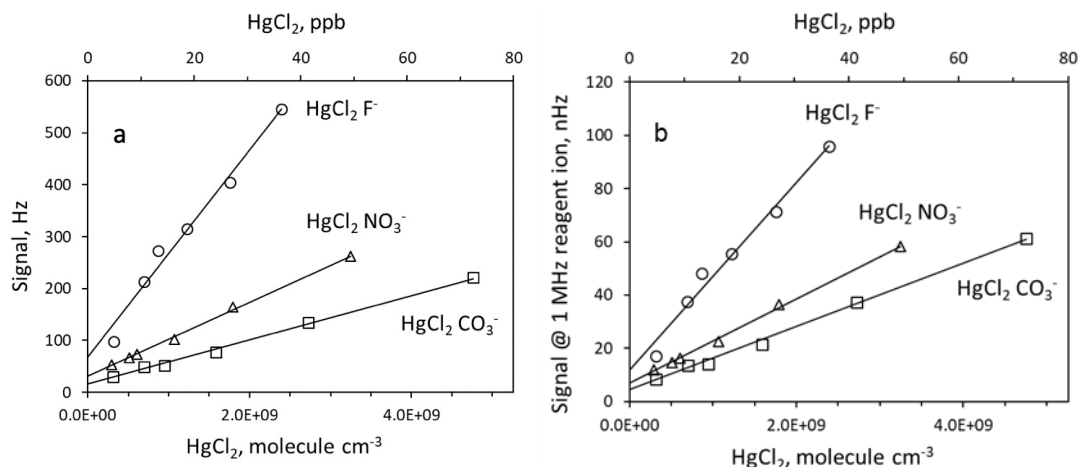 HgCl2, ppb
0 20 40 60 80
600
500
400
300
200
100
0
Signal, Hz
a
HgCl2 F-
HgCl2 NO3-
HgCl2 CO3-
0.0E+00 2.0E+09 4.0E+09
HgCl2, molecule cm-3
HgCl2, ppb
0 20 40 60 80
120
100
80
60
40
20
0
Signal @ 1 MHz reagent ion, nHz
b
HgCl2 F-
HgCl2 NO3-
HgCl2 CO3-
0.0E+00 2.0E+09 4.0E+09
HgCl2, molecule cm-3